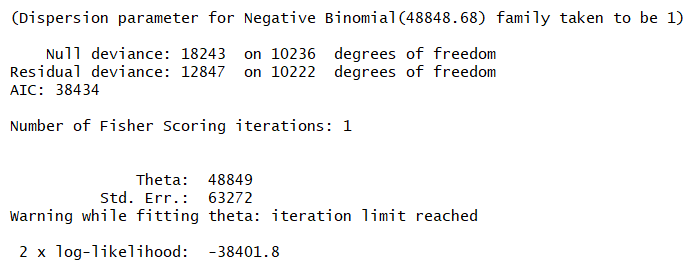 (Dispersion parameter for Negative Binomial(48848.68) family taken to be 1)
Null deviance: 18243 on 10236 degrees of freedom
Residual deviance: 12847 on 10222 degrees of freedom
AIC: 38434
Number of Fisher Scoring iterations: 1
Theta: 48849
Std. Err.: 63272
Warning while fitting theta: iteration limit reached
2 x log-likelihood: -38401.8